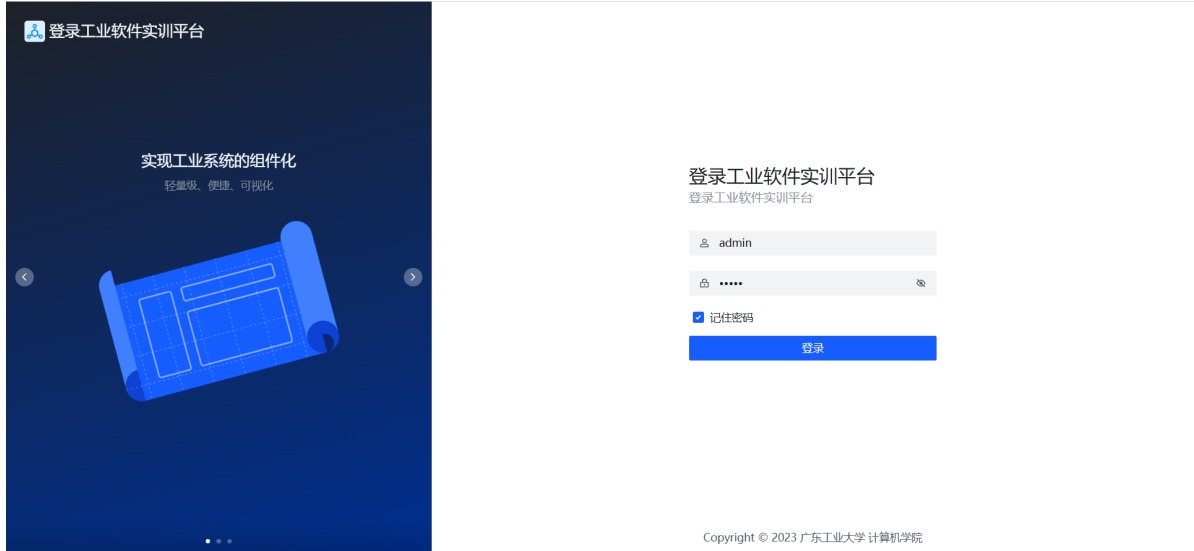 登录工业软件实训平台
实现工业系统的组件化
轻量级、便捷、可视化
登录工业软件实训平台
登录工业软件实训平台
admin
•••••
记住密码
登录
Copyright © 2023 广东工业大学 计算机学院